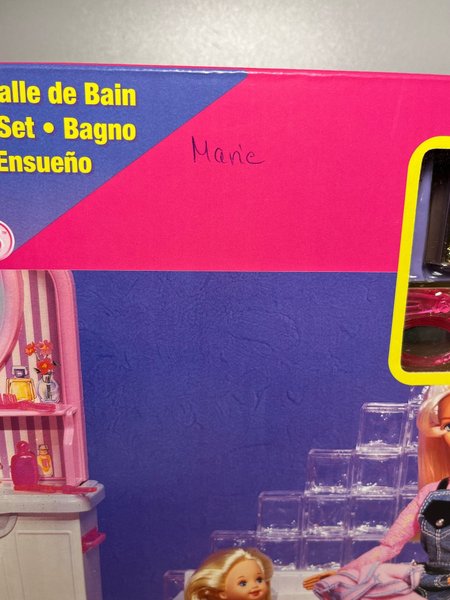 alle de Bain
Set • Bagno
Ensueño
Marie